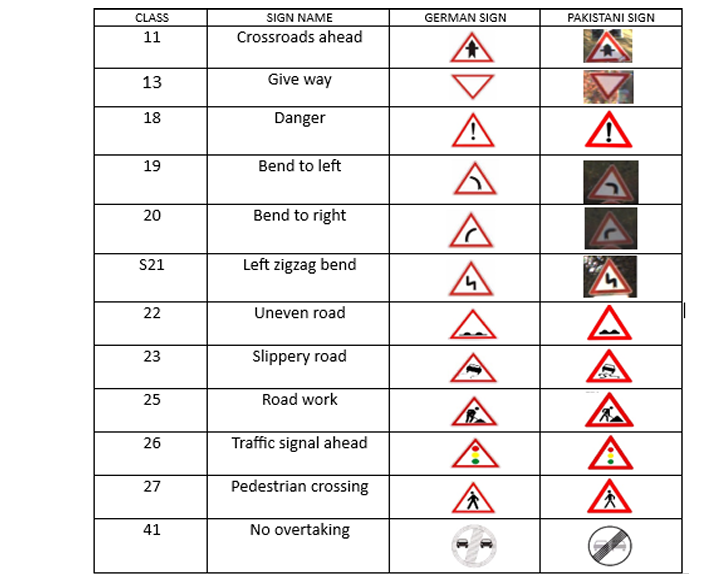 CLASS SIGN NAME GERMAN SIGN PAKISTANI SIGN
11 Crossroads ahead
13 Give way
18 Danger
19 Bend to left
20 Bend to right
S21 Left zigzag bend
22 Uneven road
23 Slippery road
25 Road work
26 Traffic signal ahead
27 Pedestrian crossing
41 No overtaking